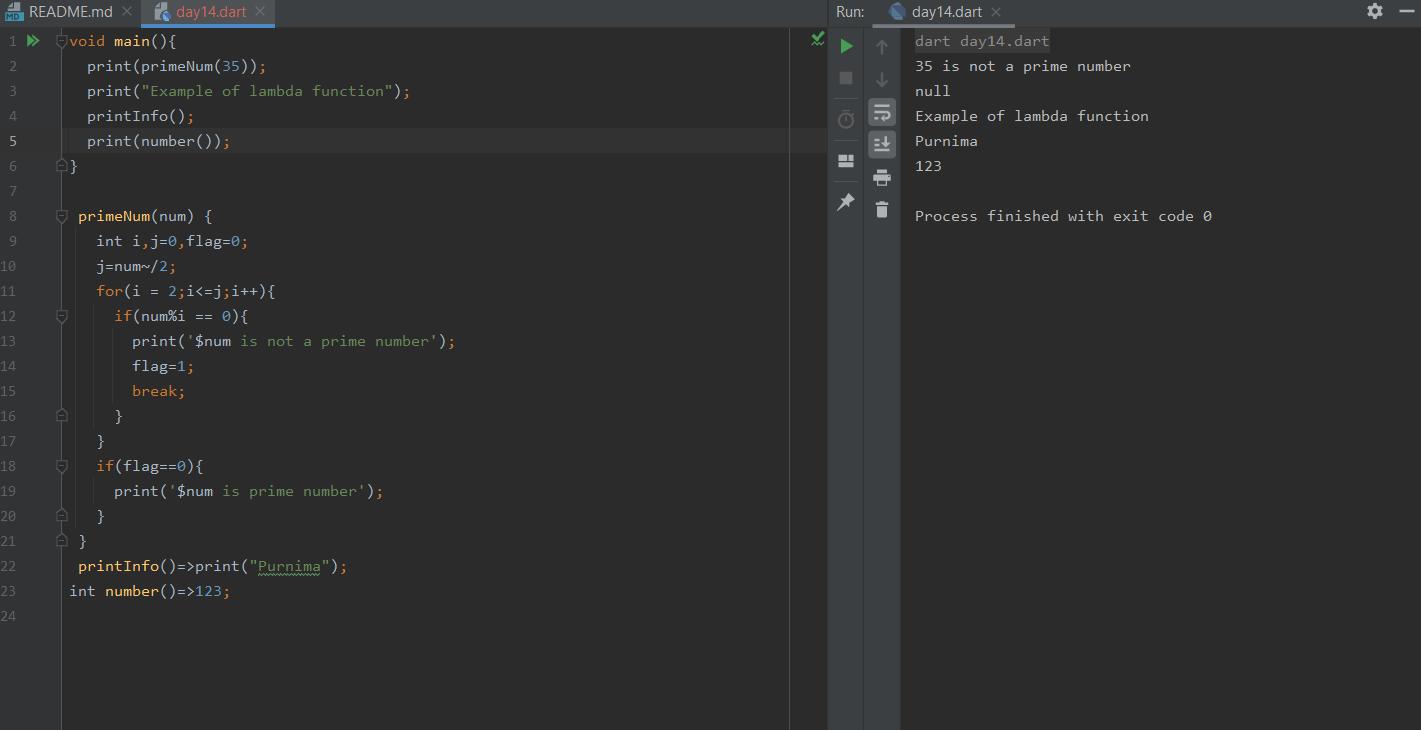 README.md day14.dart
1 void main(){
2 print(primeNum(35));
3 print("Example of lambda function");
4 printInfo();
5 print(number());
6 }
7
8 primeNum(num) {
9 int i,j=0,flag=0;
10 j=num~/2;
11 for(i = 2;i<=j;i++){
12 if(num%i == 0){
13 print('$num is not a prime number');
14 flag=1;
15 break;
16 }
17 }
18 if(flag==0){
19 print('$num is prime number');
20 }
21 }
22 printInfo()=>print("Purnima");
23 int number()=>123;
24
Run: day14.dart
dart day14.dart
35 is not a prime number
null
Example of lambda function
Purnima
123
Process finished with exit code 0